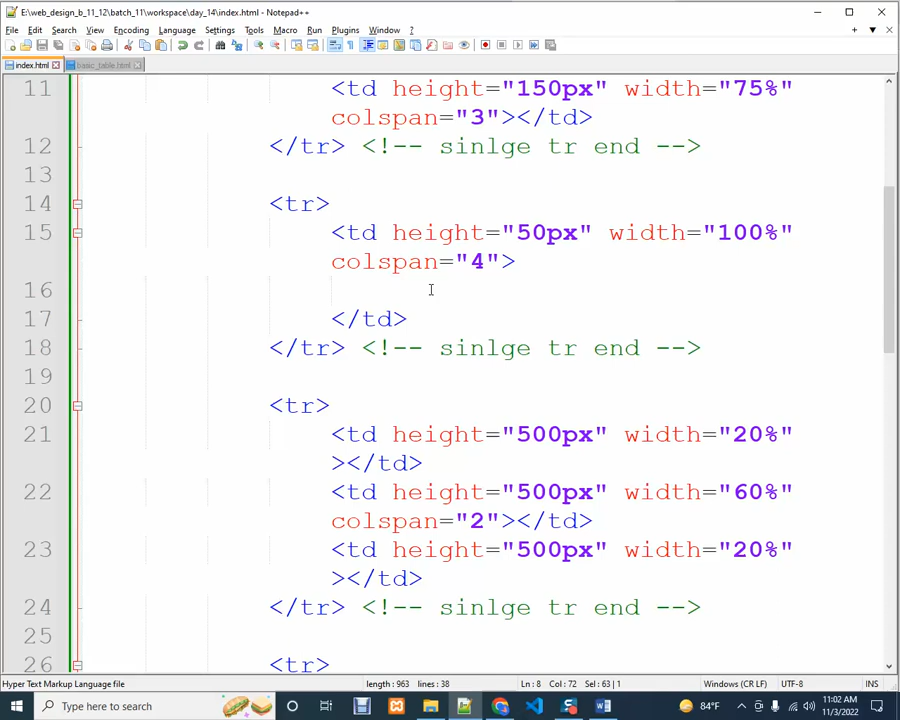 E:\web_design_b_11_12\batch_11\workspace\day_14\index.html - Notepad++
File Edit Search View Encoding Language Settings Tools Macro Run Plugins Window ?
index.html basic_table.html
11 <td height="150px" width="75%"
colspan="3"></td>
12 </tr> <!-- sinlge tr end -->
13
14 <tr>
15 <td height="50px" width="100%"
colspan="4">
16
17 </td>
18 </tr> <!-- sinlge tr end -->
19
20 <tr>
21 <td height="500px" width="20%"
></td>
22 <td height="500px" width="60%"
colspan="2"></td>
23 <td height="500px" width="20%"
></td>
24 </tr> <!-- sinlge tr end -->
25
26 <tr>
Hyper Text Markup Language file length : 963 lines : 38 Ln : 8 Col : 72 Sel : 63 | 1 Windows (CR LF) UTF-8 INS
Type here to search 84°F 11:02 AM
11/3/2022